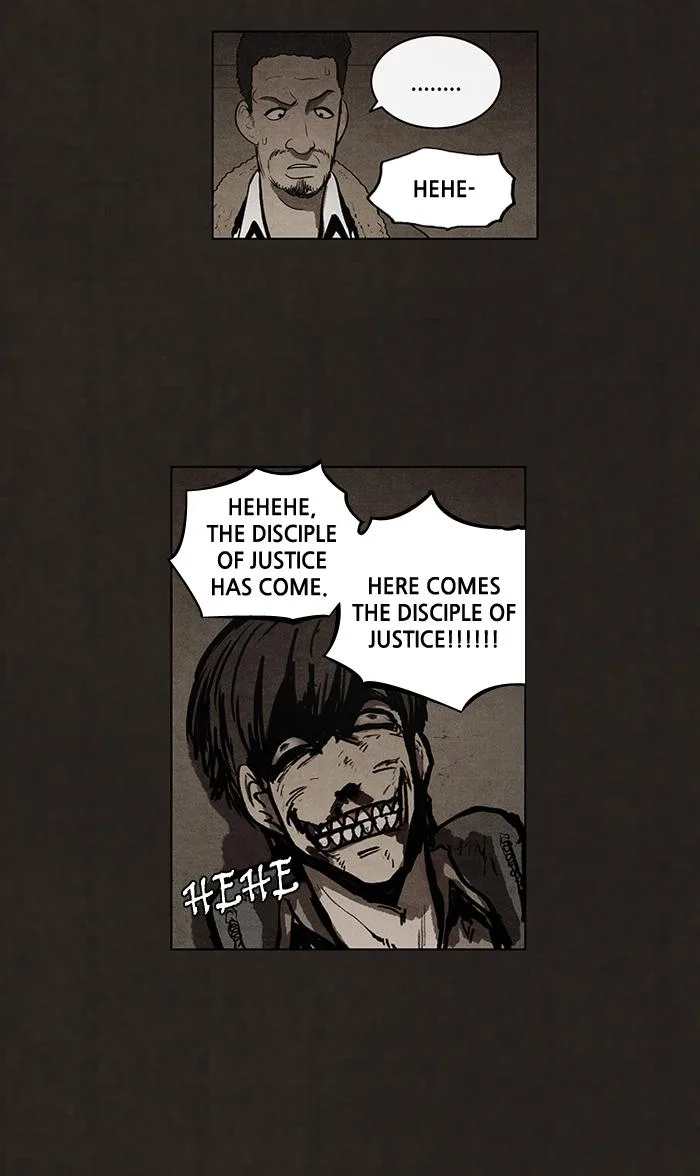 ........
HEHE-
HEHEHE,
THE DISCIPLE
OF JUSTICE
HAS COME.
HERE COMES
THE DISCIPLE OF
JUSTICE!!!!!!
HEHE